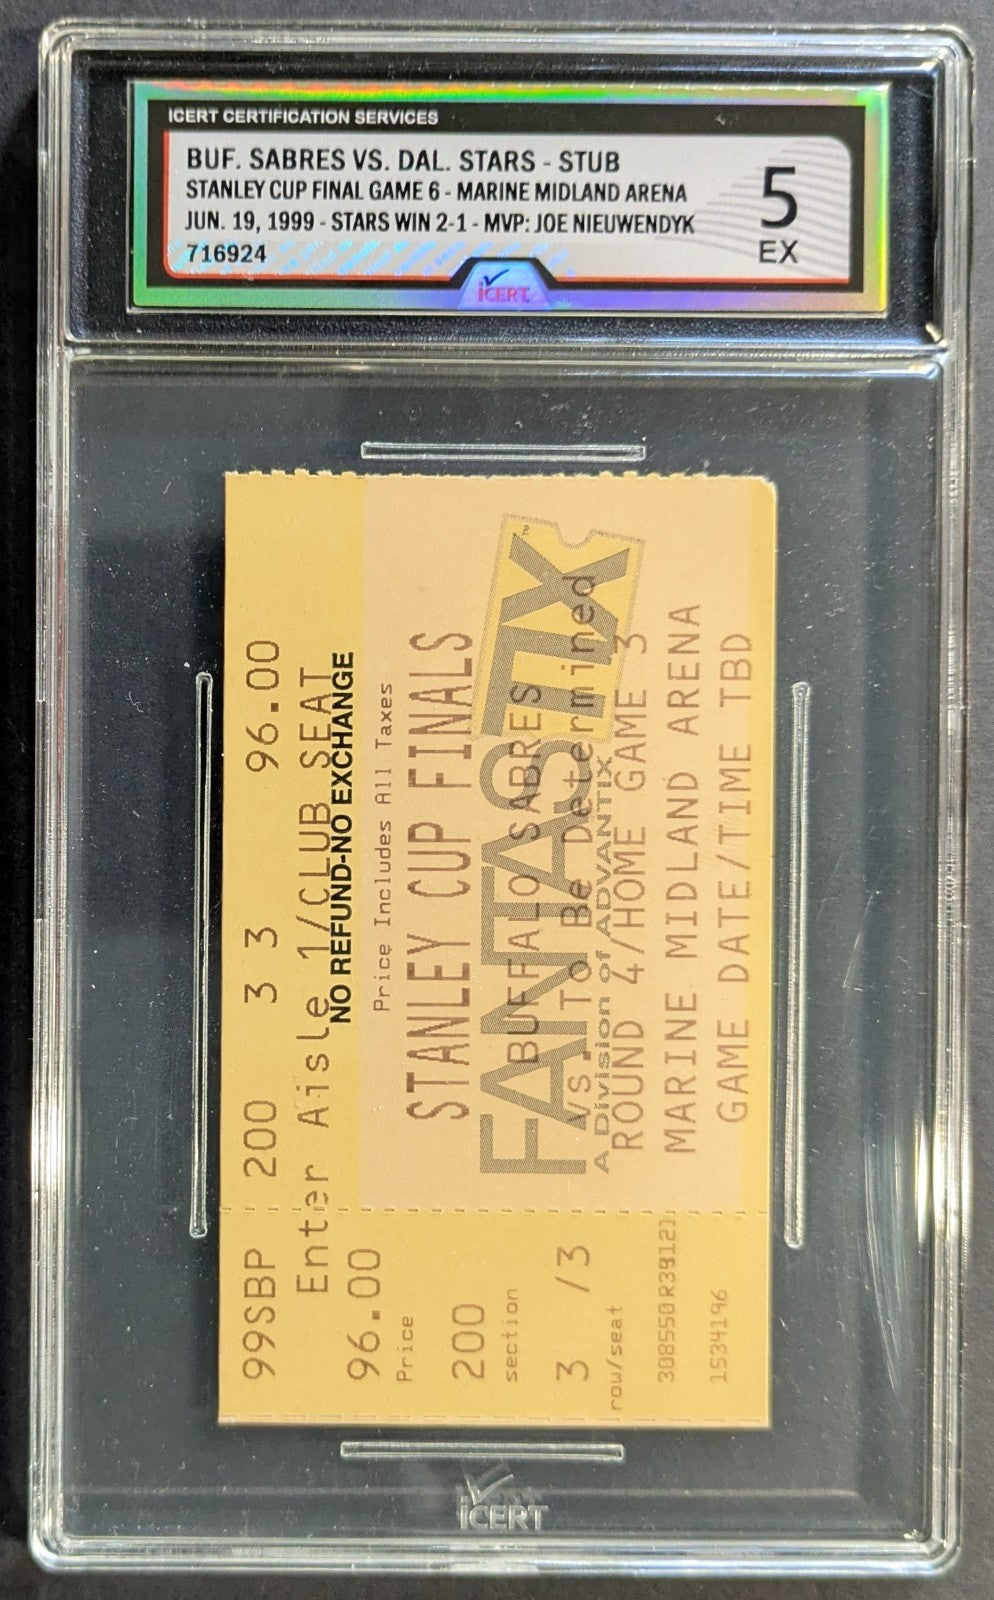 ICERT CERTIFICATION SERVICES
BUF. SABRES VS. DAL. STARS - STUB
STANLEY CUP FINAL GAME 6 - MARINE MIDLAND ARENA
JUN. 19, 1999 - STARS WIN 2-1 - MVP: JOE NIEUWENDYK
716924
5
EX
iCERT
99SBP 200 3 3 96.00
Enter Aisle 1/CLUB SEAT
NO REFUND-NO EXCHANGE
Price Includes All Taxes
STANLEY CUP FINALS
FANTASTIX™
BUFFALO SABRES
vs. To Be Determined
A Division of ADVANTIX
ROUND 4/HOME GAME 3
MARINE MIDLAND ARENA
GAME DATE/TIME TBD
96.00
Price
200
section
3 /3
row/seat
308550
1534196
iCERT